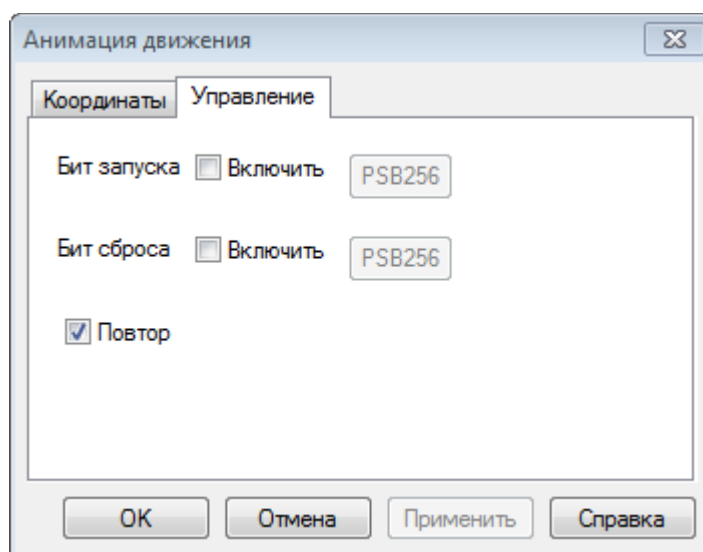 Анимация движения
Координаты Управление
Бит запуска Включить PSB256
Бит сброса Включить PSB256
Повтор
OK Отмена Применить Справка